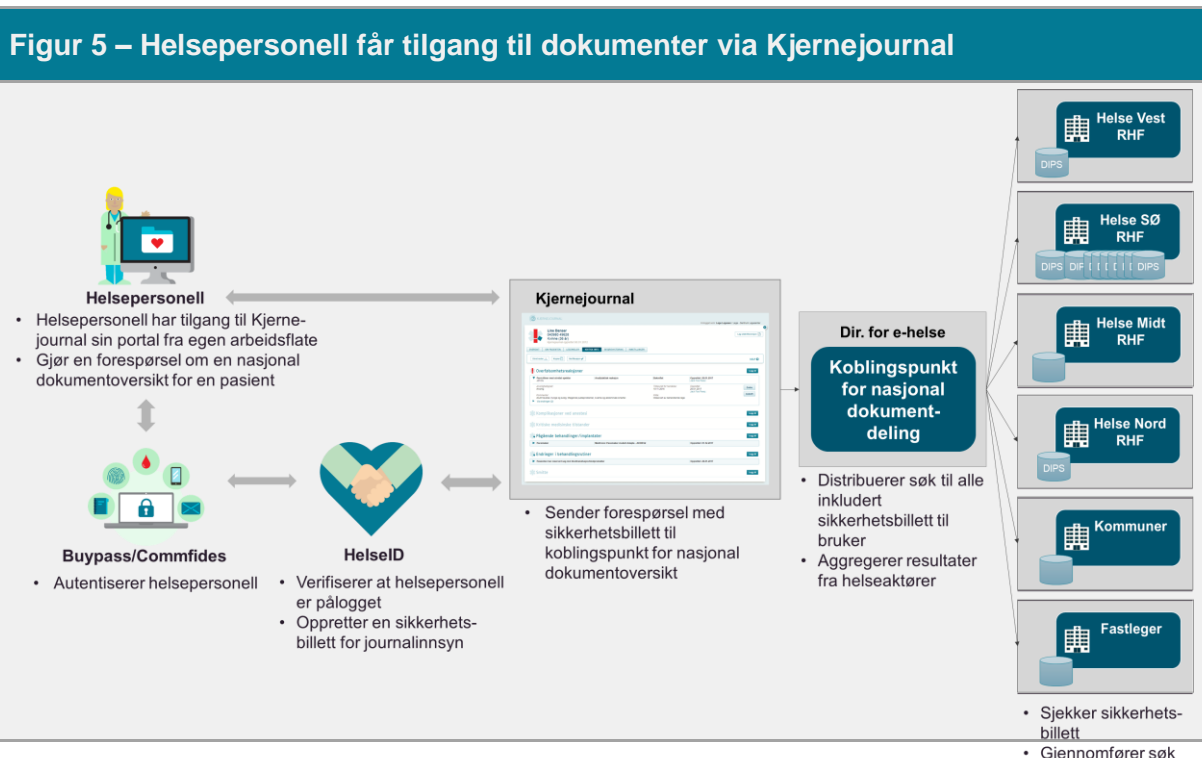 Figur 5 – Helsepersonell får tilgang til dokumenter via Kjernejournal
Helsepersonell
• Helsepersonell har tilgang til Kjerne-
journal sin portal fra egen arbeidsflate
• Gjør en forespørsel om en nasjonal
dokumentoversikt for en pasient
Buypass/Commfides
• Autentiserer helsepersonell
HelseID
• Verifiserer at helsepersonell
er pålogget
• Oppretter en sikkerhets-
billett for journalinnsyn
Kjernejournal
• Sender forespørsel med
sikkerhetsbillett til
koblingspunkt for nasjonal
dokumentoversikt
Dir. for e-helse
Koblingspunkt
for nasjonal
dokument-
deling
• Distribuerer søk til alle
inkludert
sikkerhetsbillett til
bruker
• Aggregerer resultater
fra helseaktører
Helse Vest
RHF
DIPS
Helse SØ
RHF
DIPS DIF DIPS
Helse Midt
RHF
Helse Nord
RHF
DIPS
Kommuner
Fastleger
• Sjekker sikkerhets-
billett
• Gjennomfører søk